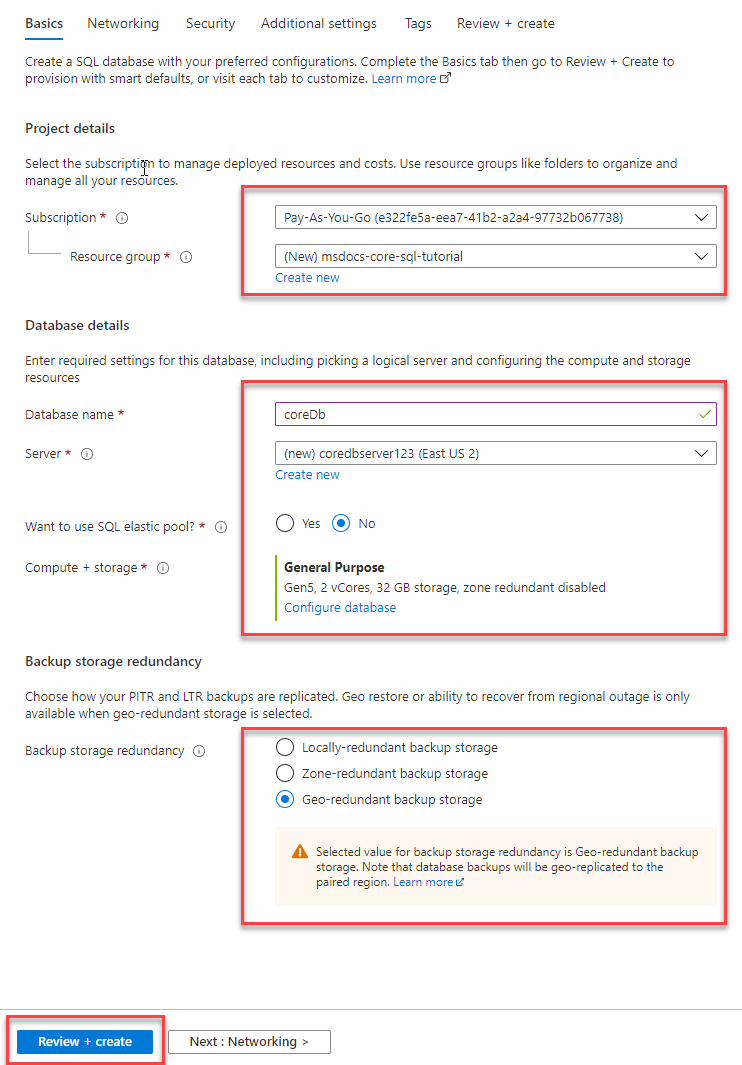 Basics Networking Security Additional settings Tags Review + create
Create a SQL database with your preferred configurations. Complete the Basics tab then go to Review + Create to
provision with smart defaults, or visit each tab to customize. Learn more
Project details
Select the subscription to manage deployed resources and costs. Use resource groups like folders to organize and
manage all your resources.
Subscription * Pay-As-You-Go (e322fe5a-eea7-41b2-a2a4-97732b067738)
Resource group * (New) msdocs-core-sql-tutorial
Create new
Database details
Enter required settings for this database, including picking a logical server and configuring the compute and storage
resources
Database name * coreDb
Server * (new) coredbserver123 (East US 2)
Create new
Want to use SQL elastic pool? * Yes No
Compute + storage * General Purpose
Gen5, 2 vCores, 32 GB storage, zone redundant disabled
Configure database
Backup storage redundancy
Choose how your PITR and LTR backups are replicated. Geo restore or ability to recover from regional outage is only
available when geo-redundant storage is selected.
Backup storage redundancy Locally-redundant backup storage
Zone-redundant backup storage
Geo-redundant backup storage
Selected value for backup storage redundancy is Geo-redundant backup
storage. Note that database backups will be geo-replicated to the
paired region. Learn more
Review + create Next : Networking >